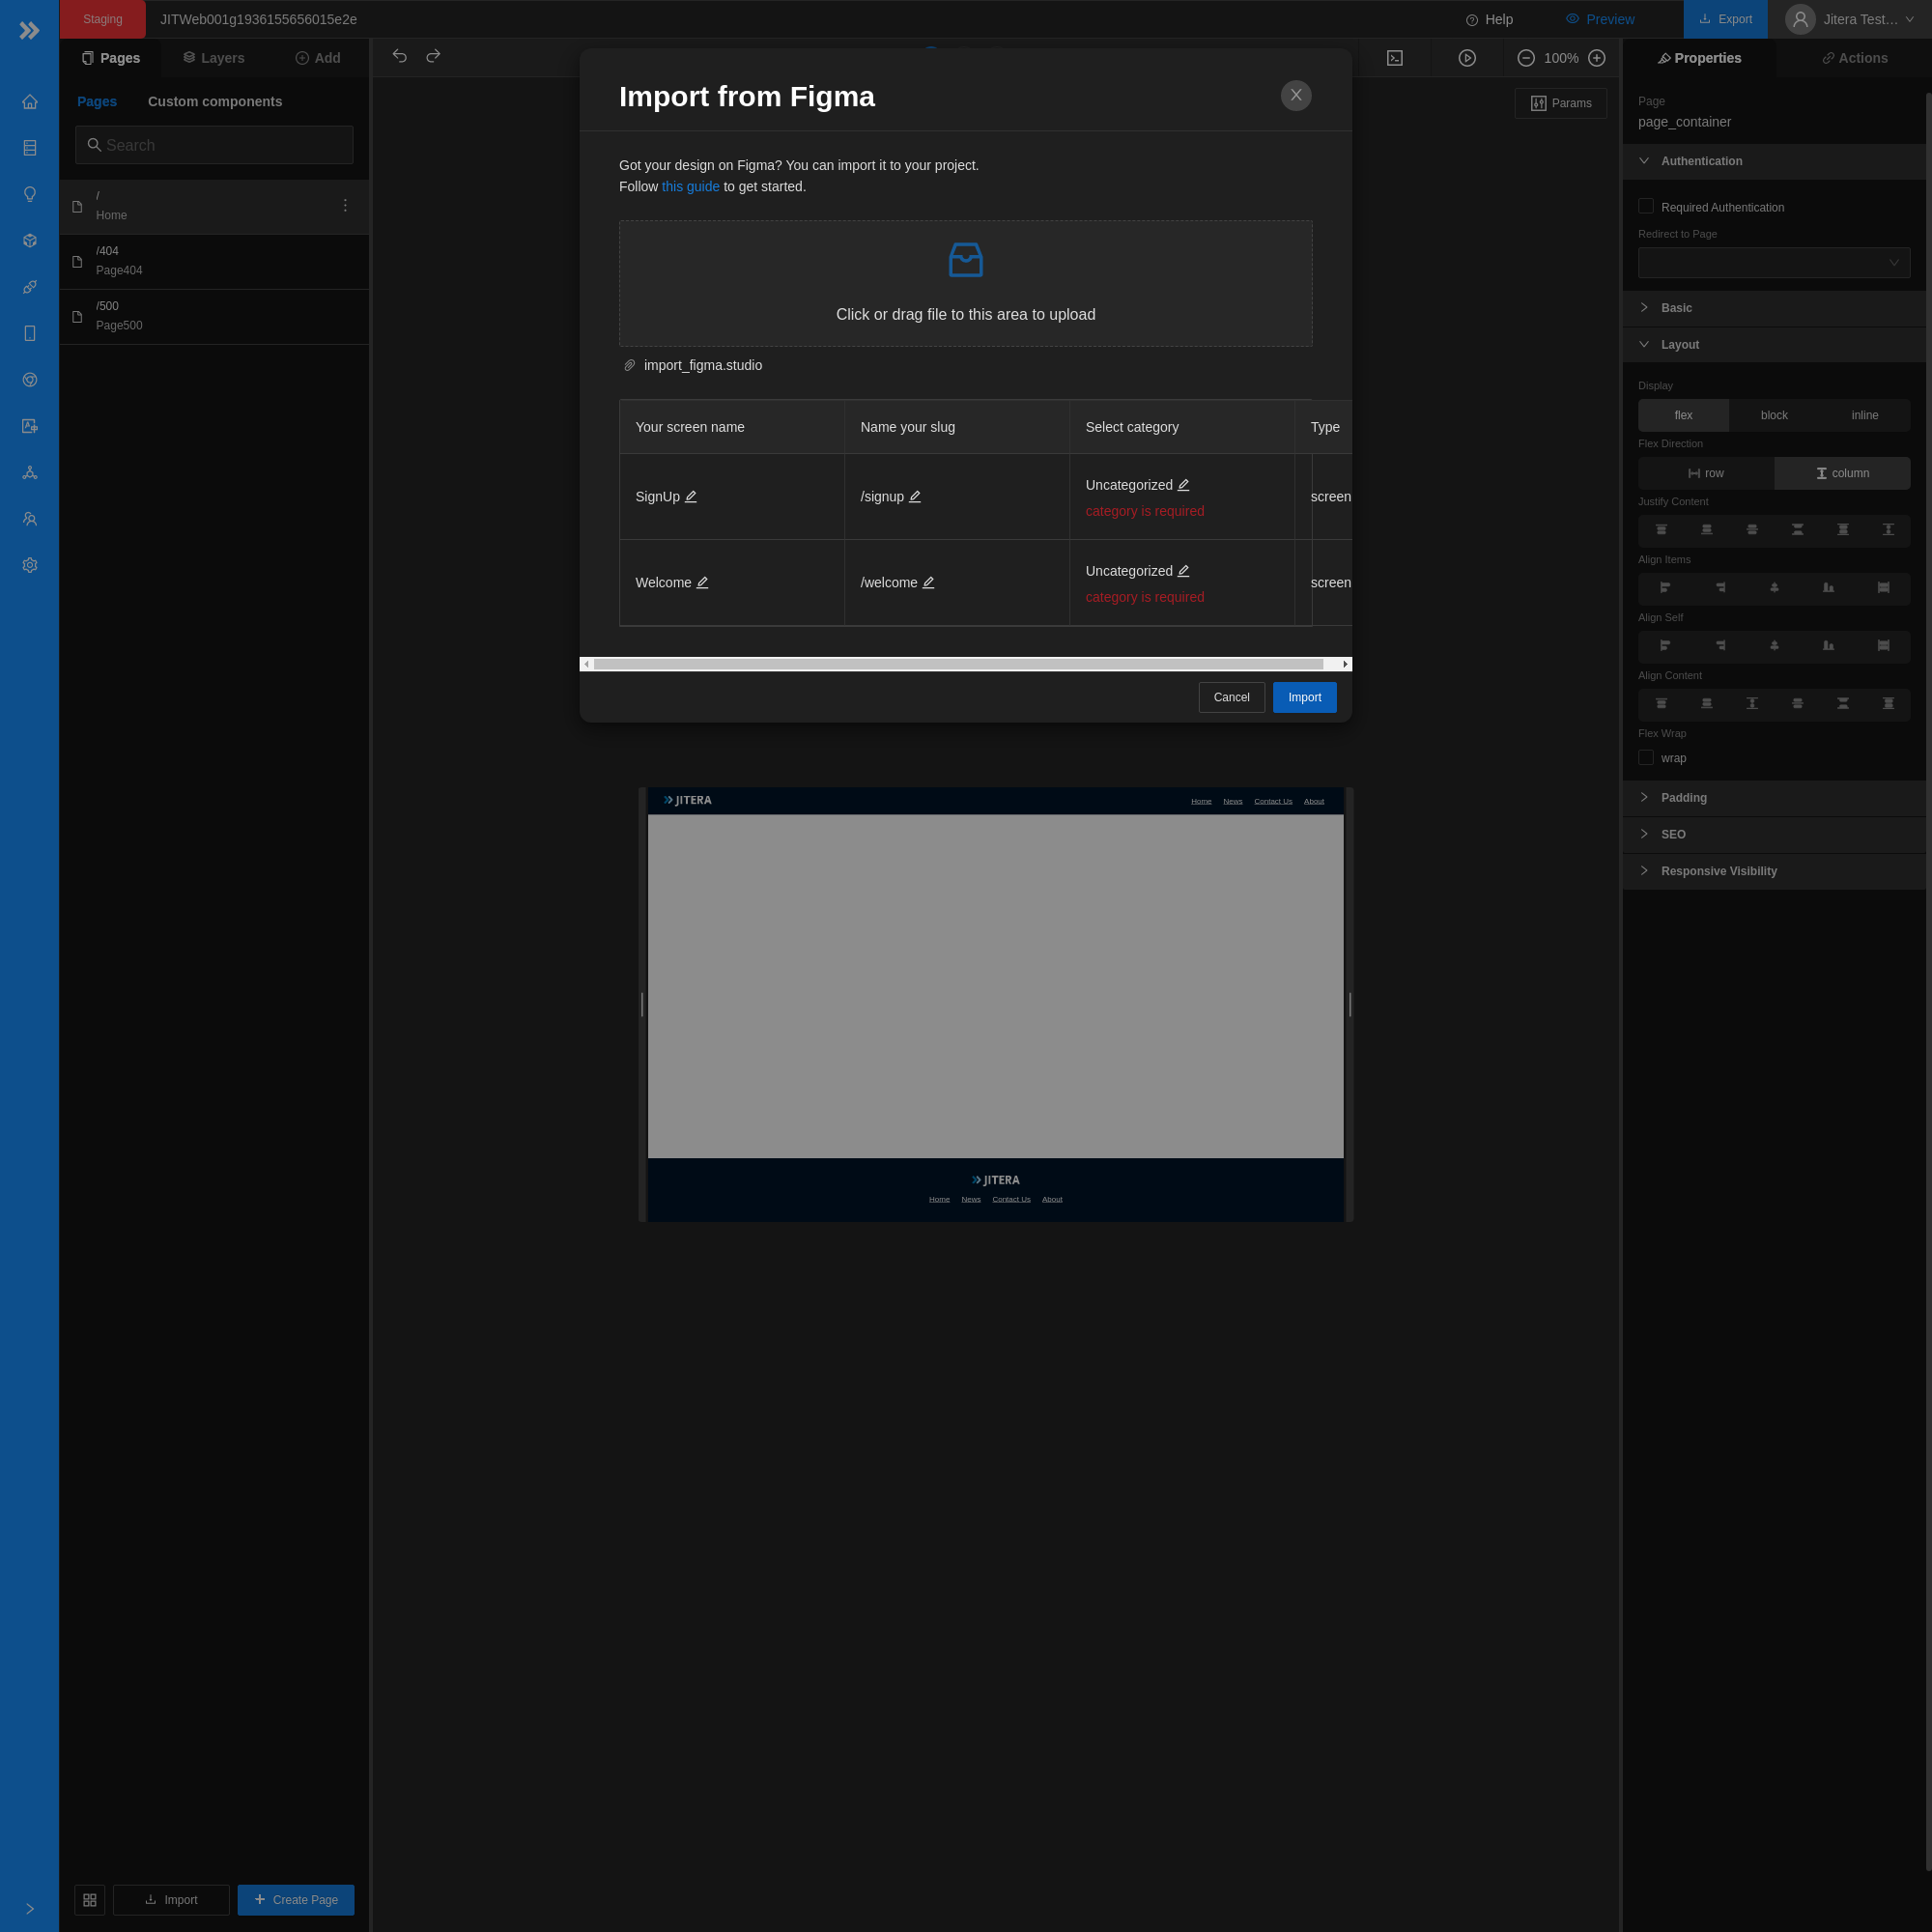 Staging
JITWeb001g1936155656015e2e
Help
Preview
Export
Jitera Test...
Pages
Layers
Add
100%
Properties
Actions
Pages
Custom components
Search
/
Home
/404
Page404
/500
Page500
Import
Create Page
Import from Figma
Got your design on Figma? You can import it to your project.
Follow this guide to get started.
Click or drag file to this area to upload
import_figma.studio
Your screen name
Name your slug
Select category
Type
SignUp
/signup
Uncategorized
category is required
screen
Welcome
/welcome
Uncategorized
category is required
screen
Cancel
Import
JITERA
Home
News
Contact Us
About
JITERA
Home
News
Contact Us
About
Params
Page
page_container
Authentication
Required Authentication
Redirect to Page
Basic
Layout
Display
flex
block
inline
Flex Direction
row
column
Justify Content
Align Items
Align Self
Align Content
Flex Wrap
wrap
Padding
SEO
Responsive Visibility